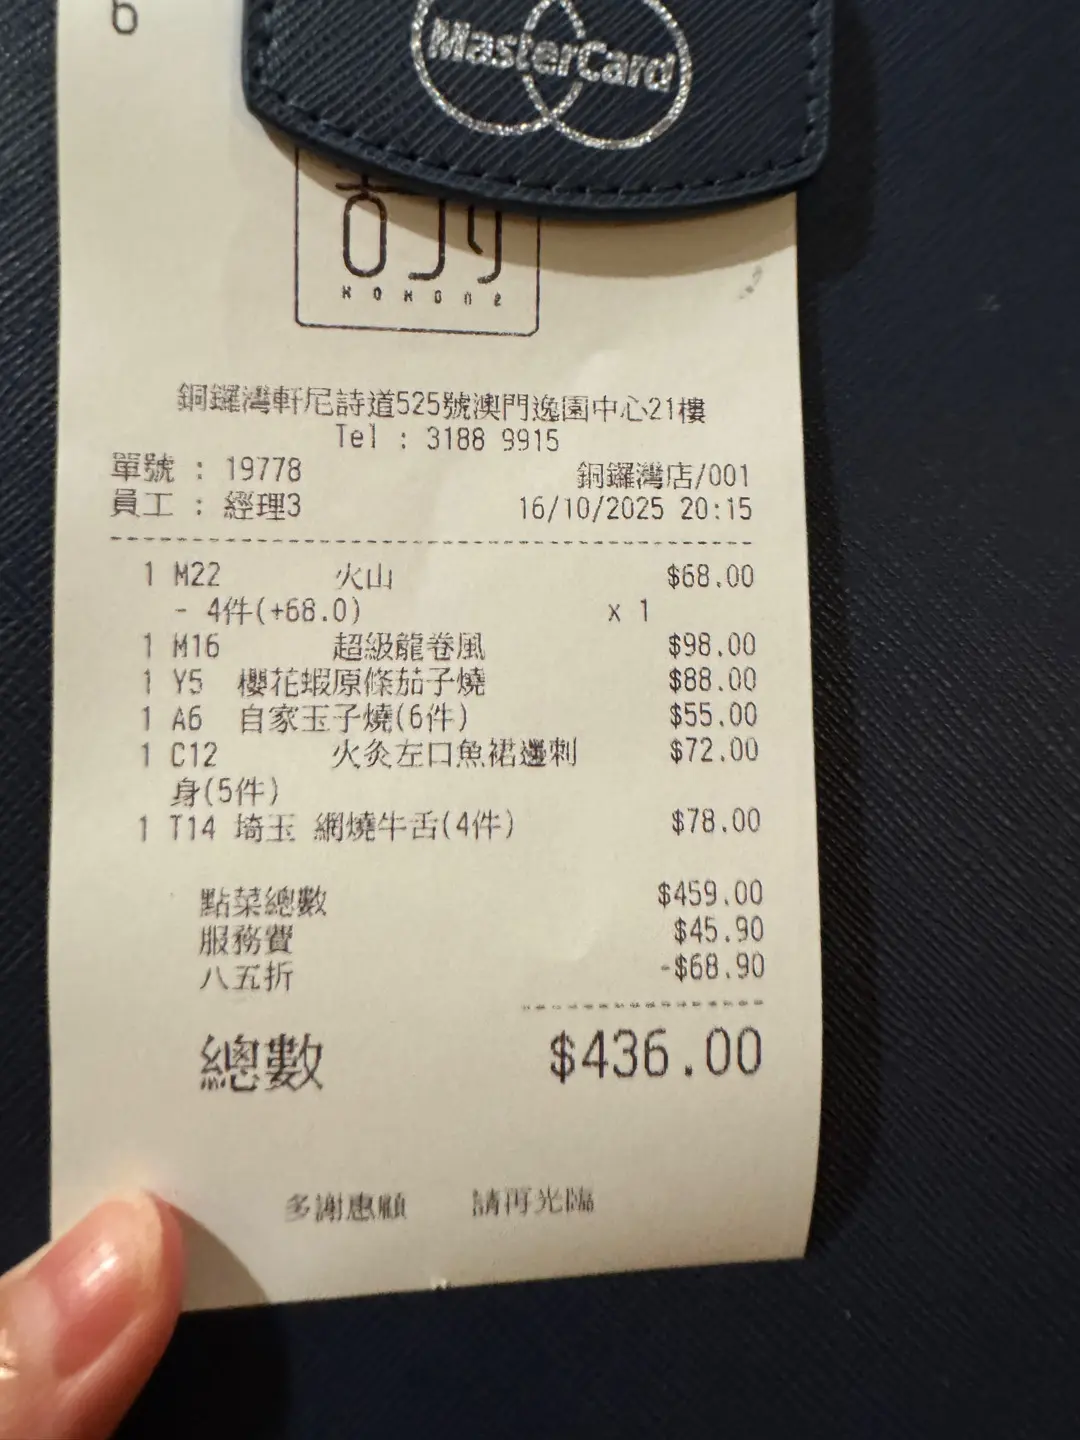 6
MasterCard
KOKONE
銅鑼灣軒尼詩道525號澳門逸園中心21樓
Tel : 3188 9915
單號 : 19778 銅鑼灣店/001
員工 : 經理3 16/10/2025 20:15
1 M22 火山 $68.00
- 4件(+68.0) x 1
1 M16 超級龍卷風 $98.00
1 Y5 櫻花蝦原條茄子燒 $88.00
1 A6 自家玉子燒(6件) $55.00
1 C12 火灸左口魚裙邊刺 $72.00
身(5件)
1 T14 埼玉 網燒牛舌(4件) $78.00
點菜總數 $459.00
服務費 $45.90
八五折 -$68.90
總數 $436.00
多謝惠顧 請再光臨